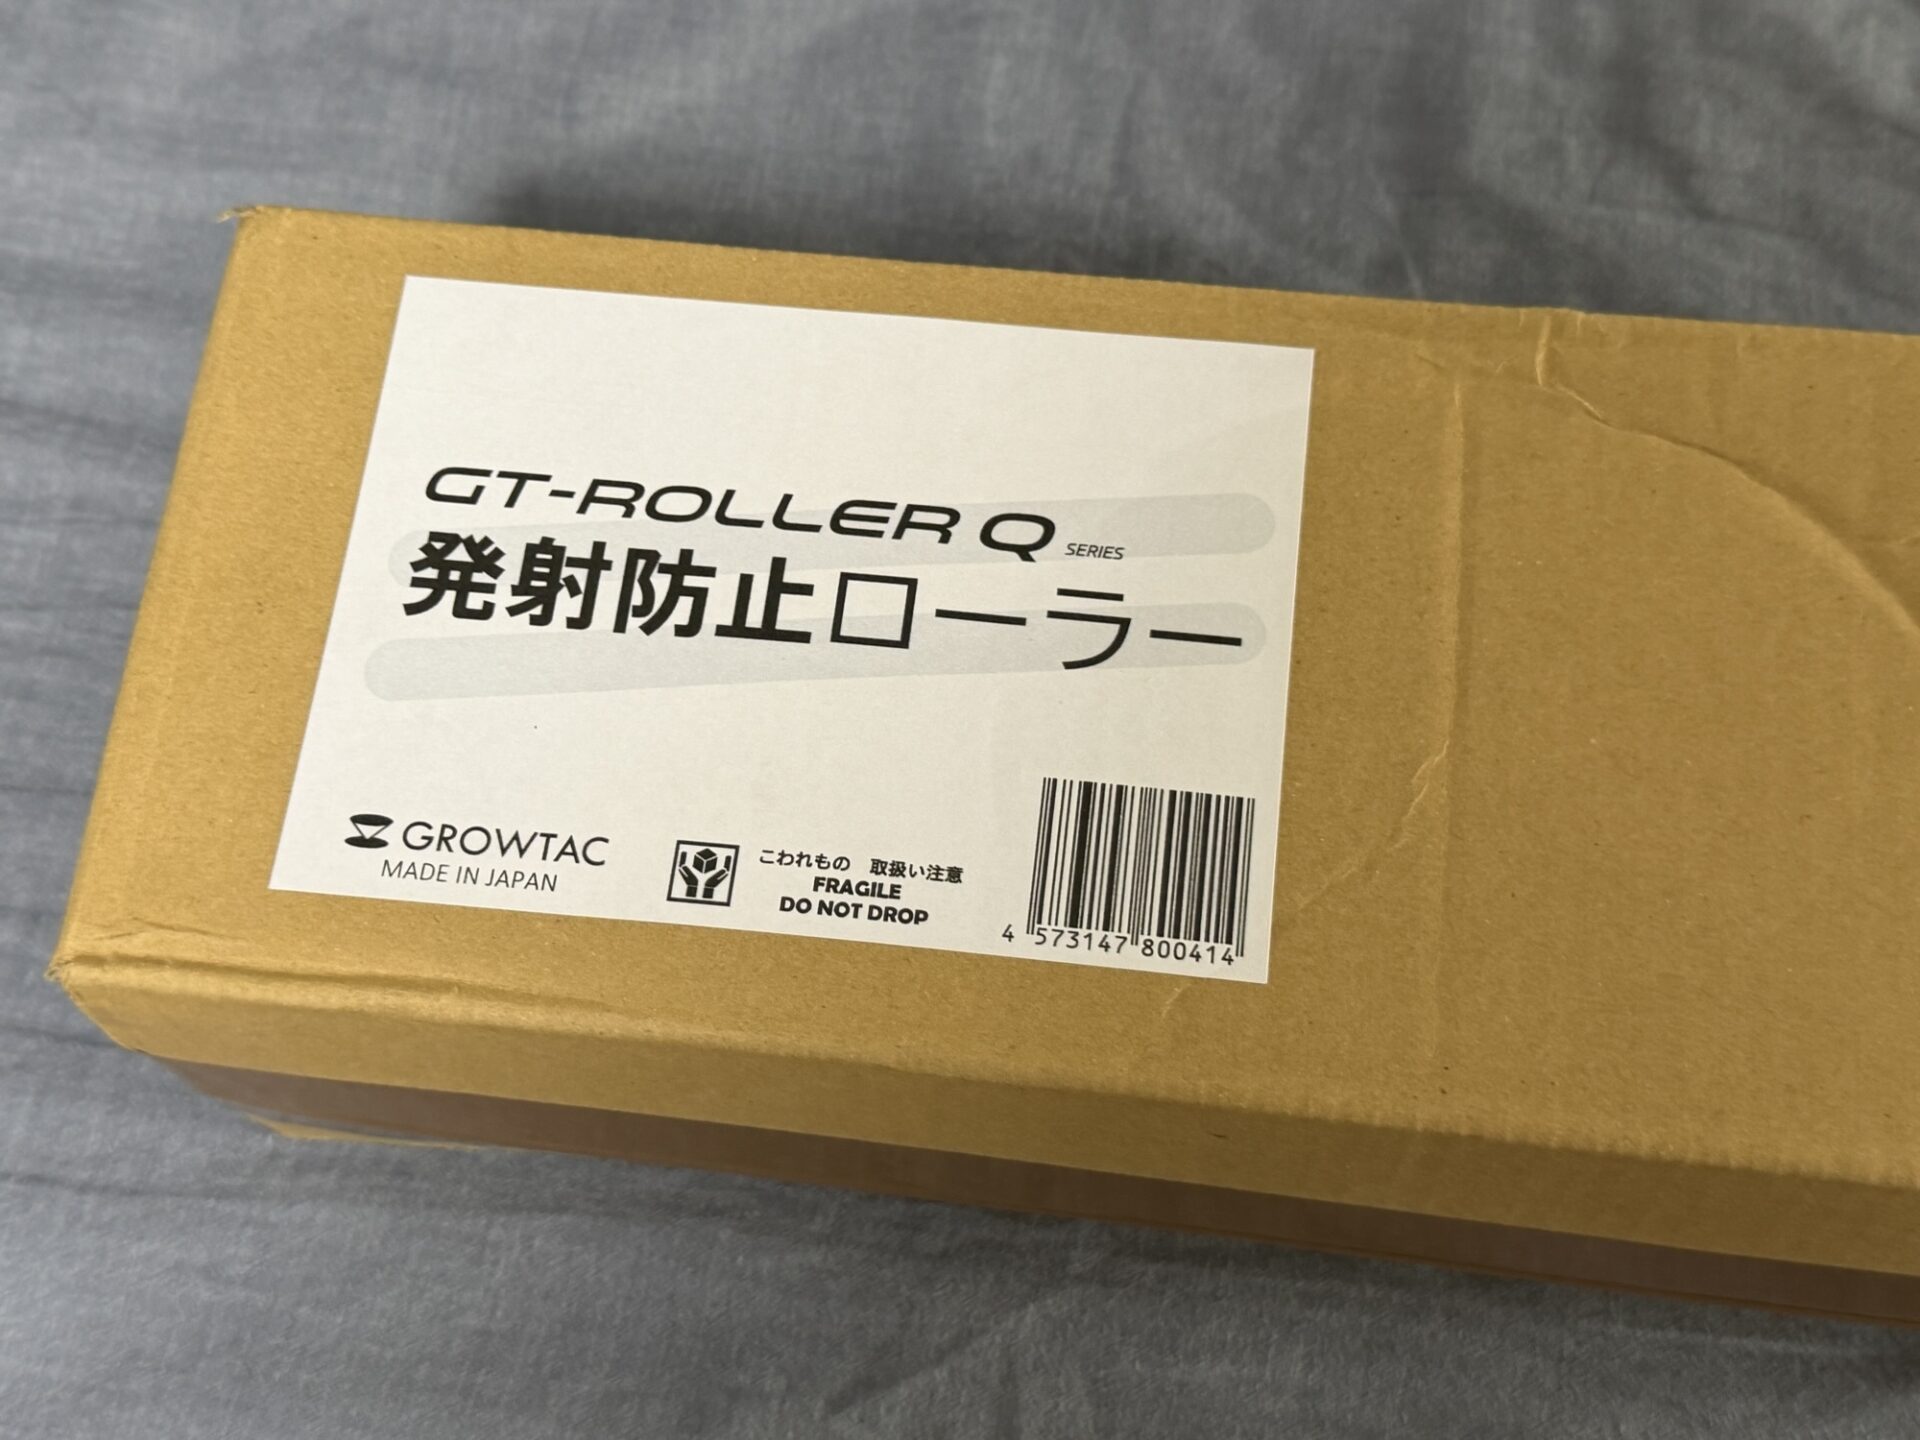 GT-ROLLER Q SERIES
発射防止ローラー
GROWTAC
MADE IN JAPAN
こわれもの 取扱い注意
FRAGILE
DO NOT DROP
4 573147 800414